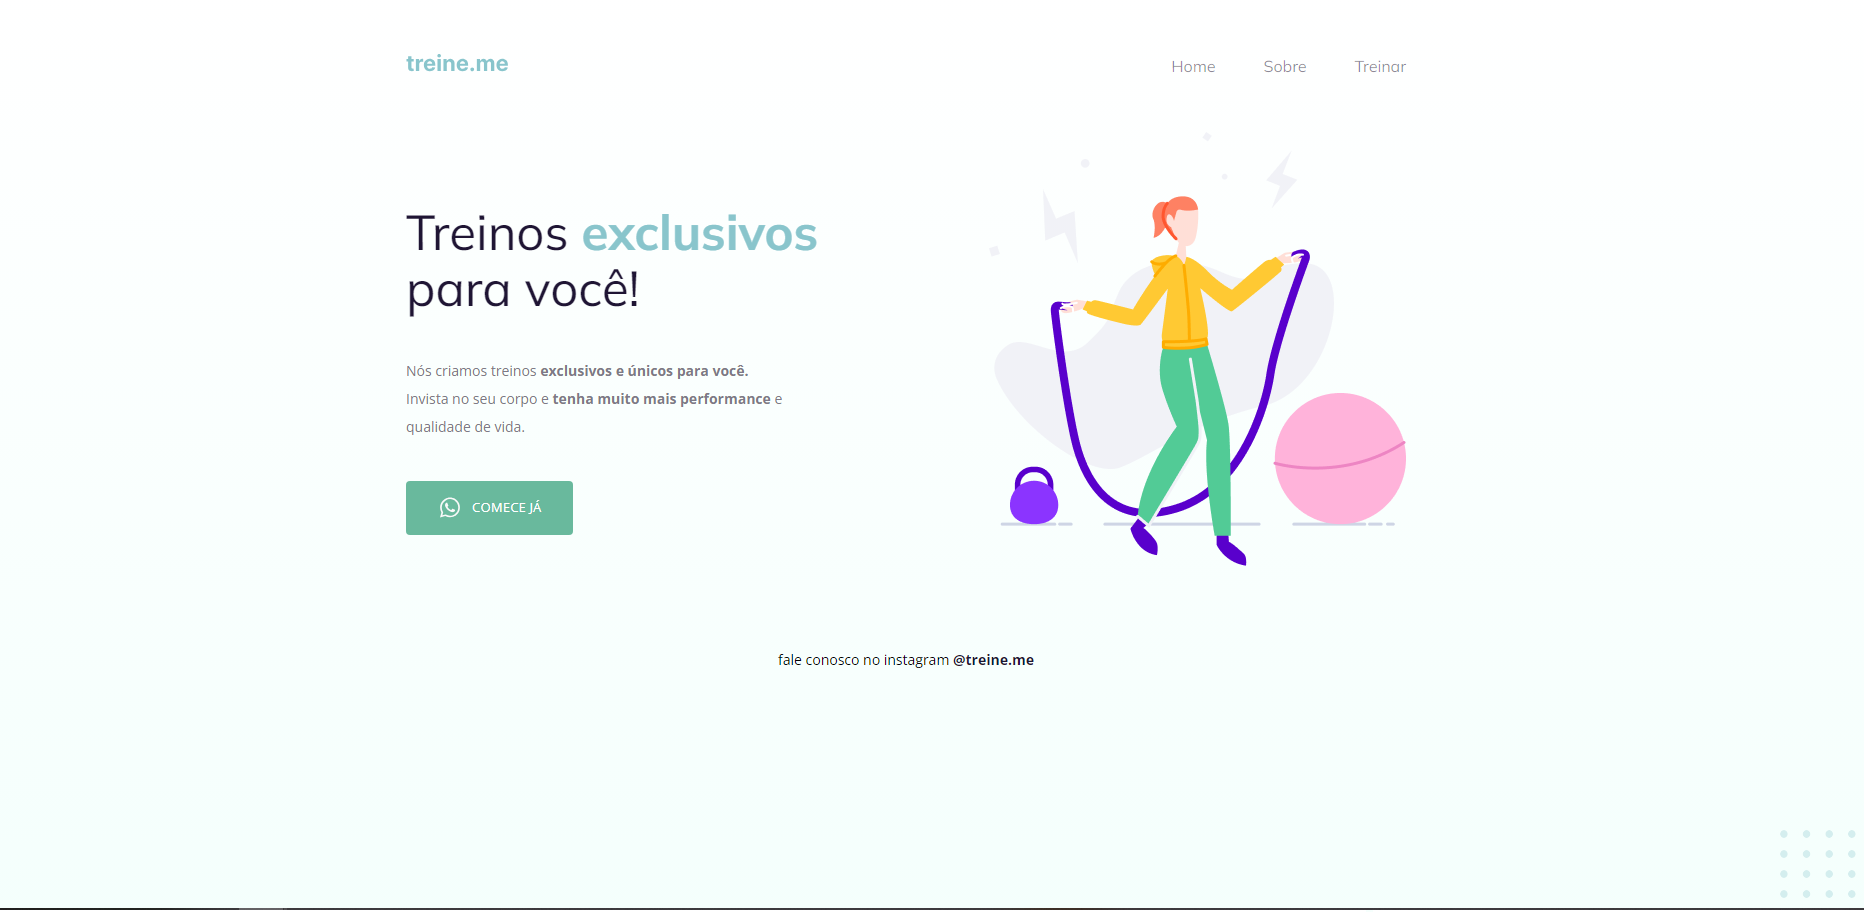 treine.me
Home Sobre Treinar
Treinos exclusivos
para você!
Nós criamos treinos exclusivos e únicos para você.
Invista no seu corpo e tenha muito mais performance e
qualidade de vida.
COMECE JÁ
fale conosco no instagram @treine.me